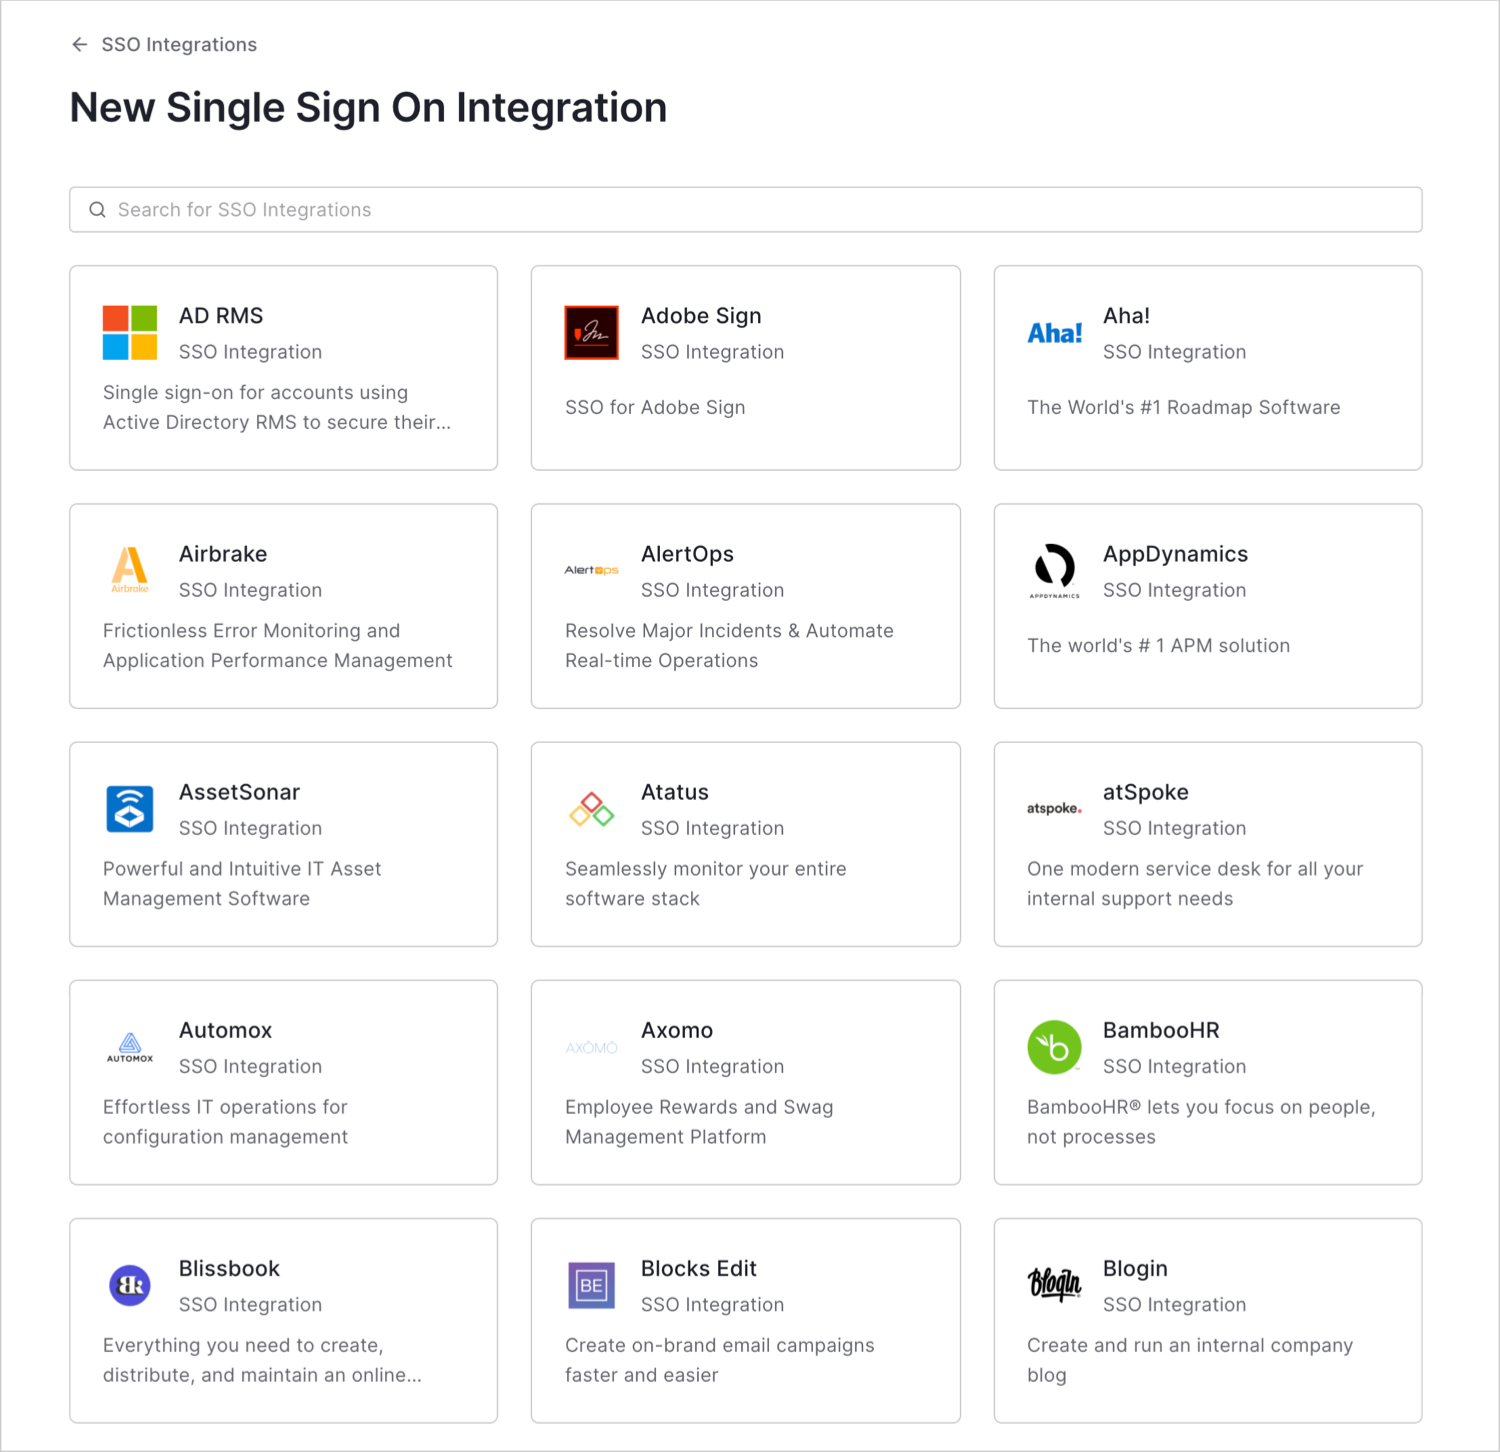 SSO Integrations
New Single Sign On Integration
Search for SSO Integrations
AD RMS
SSO Integration
Single sign-on for accounts using
Active Directory RMS to secure their...
Adobe Sign
SSO Integration
SSO for Adobe Sign
Aha!
Aha!
SSO Integration
The World's #1 Roadmap Software
Airbrake
Airbrake
SSO Integration
Frictionless Error Monitoring and
Application Performance Management
AlertOps
AlertOps
SSO Integration
Resolve Major Incidents & Automate
Real-time Operations
APPDYNAMICS
AppDynamics
SSO Integration
The world's # 1 APM solution
AssetSonar
SSO Integration
Powerful and Intuitive IT Asset
Management Software
Atatus
SSO Integration
Seamlessly monitor your entire
software stack
atspoke.
atSpoke
SSO Integration
One modern service desk for all your
internal support needs
AUTOMOX
Automox
SSO Integration
Effortless IT operations for
configuration management
AXOMO
Axomo
SSO Integration
Employee Rewards and Swag
Management Platform
b
BambooHR
SSO Integration
BambooHR® lets you focus on people,
not processes
Blissbook
SSO Integration
Everything you need to create,
distribute, and maintain an online...
BE
Blocks Edit
SSO Integration
Create on-brand email campaigns
faster and easier
BlogIn
Blogin
SSO Integration
Create and run an internal company
blog